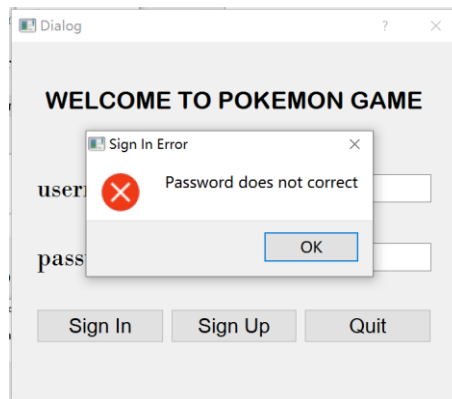 Dialog
WELCOME TO POKEMON GAME
Sign In Error
Password does not correct
OK
Sign In Sign Up Quit